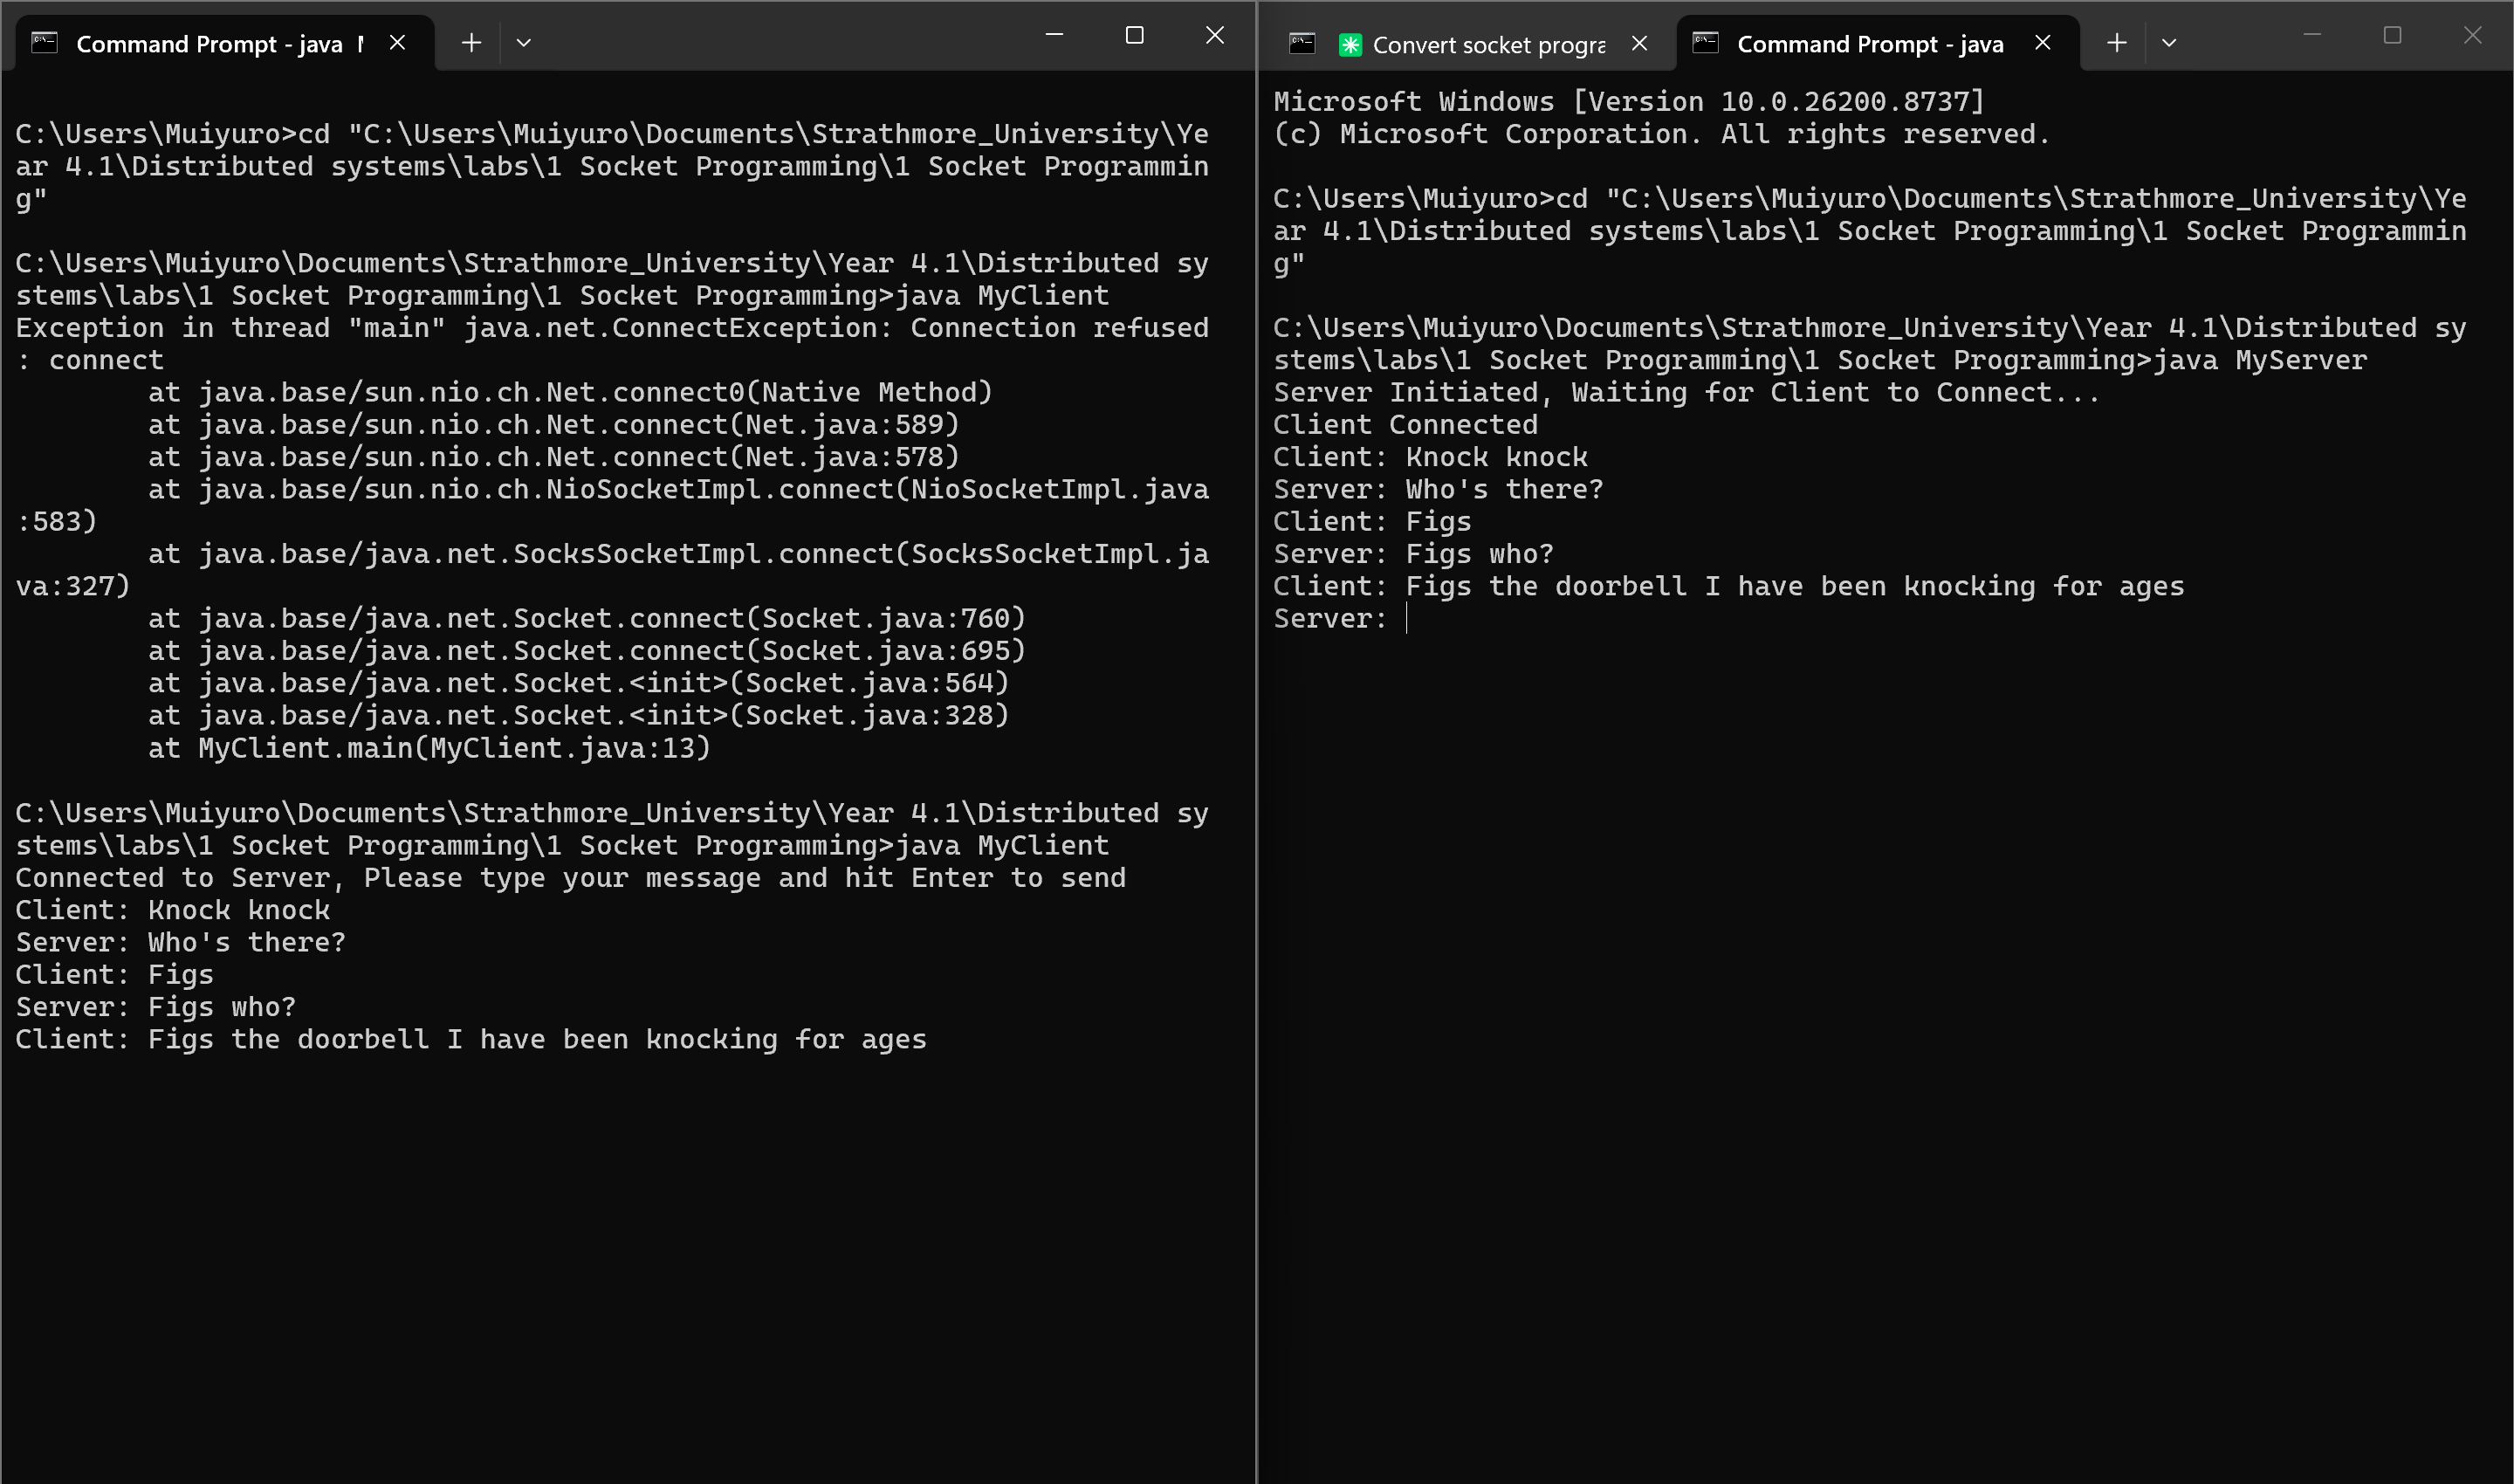 Command Prompt - java
C:\Users\Muiyuro>cd "C:\Users\Muiyuro\Documents\Strathmore_University\Ye
ar 4.1\Distributed systems\labs\1 Socket Programming\1 Socket Programmin
g"
C:\Users\Muiyuro\Documents\Strathmore_University\Year 4.1\Distributed sy
stems\labs\1 Socket Programming\1 Socket Programming>java MyClient
Exception in thread "main" java.net.ConnectException: Connection refused
: connect
at java.base/sun.nio.ch.Net.connect0(Native Method)
at java.base/sun.nio.ch.Net.connect(Net.java:589)
at java.base/sun.nio.ch.Net.connect(Net.java:578)
at java.base/sun.nio.ch.NioSocketImpl.connect(NioSocketImpl.java
:583)
at java.base/java.net.SocksSocketImpl.connect(SocksSocketImpl.ja
va:327)
at java.base/java.net.Socket.connect(Socket.java:760)
at java.base/java.net.Socket.connect(Socket.java:695)
at java.base/java.net.Socket.<init>(Socket.java:564)
at java.base/java.net.Socket.<init>(Socket.java:328)
at MyClient.main(MyClient.java:13)
C:\Users\Muiyuro\Documents\Strathmore_University\Year 4.1\Distributed sy
stems\labs\1 Socket Programming\1 Socket Programming>java MyClient
Connected to Server, Please type your message and hit Enter to send
Client: Knock knock
Server: Who's there?
Client: Figs
Server: Figs who?
Client: Figs the doorbell I have been knocking for ages
Convert socket progra
Command Prompt - java
Microsoft Windows [Version 10.0.26200.8737]
(c) Microsoft Corporation. All rights reserved.
C:\Users\Muiyuro>cd "C:\Users\Muiyuro\Documents\Strathmore_University\Ye
ar 4.1\Distributed systems\labs\1 Socket Programming\1 Socket Programmin
g"
C:\Users\Muiyuro\Documents\Strathmore_University\Year 4.1\Distributed sy
stems\labs\1 Socket Programming\1 Socket Programming>java MyServer
Server Initiated, Waiting for Client to Connect...
Client Connected
Client: Knock knock
Server: Who's there?
Client: Figs
Server: Figs who?
Client: Figs the doorbell I have been knocking for ages
Server: